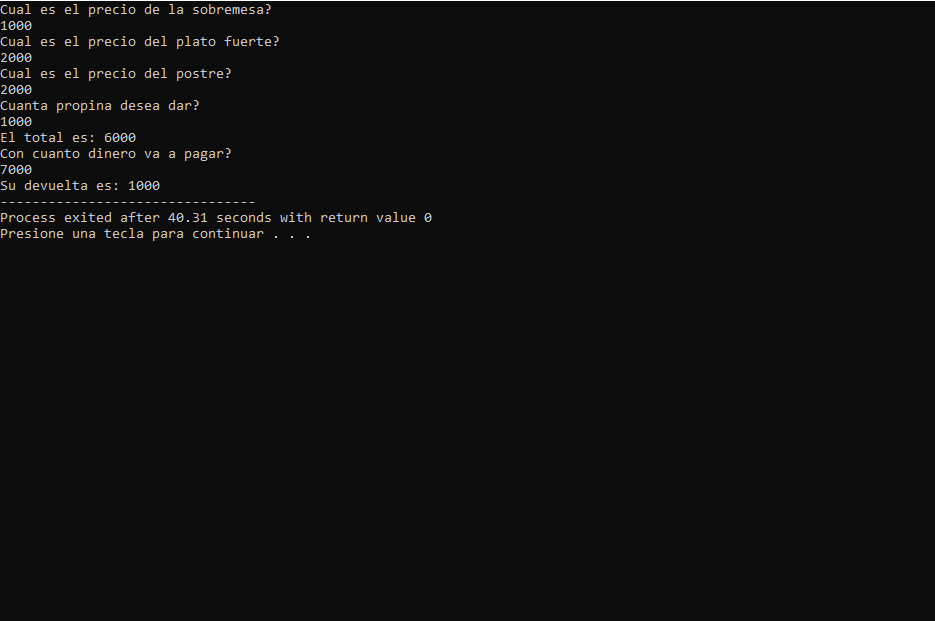 Cual es el precio de la sobremesa?
1000
Cual es el precio del plato fuerte?
2000
Cual es el precio del postre?
2000
Cuanta propina desea dar?
1000
El total es: 6000
Con cuanto dinero va a pagar?
7000
Su devuelta es: 1000
--------------------------------
Process exited after 40.31 seconds with return value 0
Presione una tecla para continuar . . .